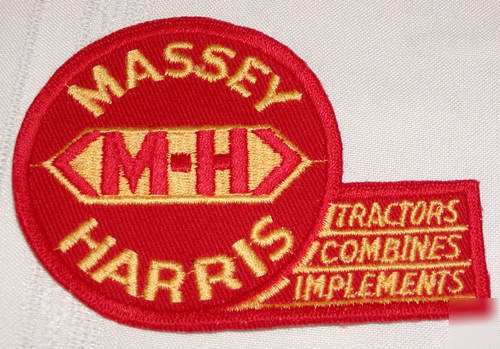 MASSEY
M-H
HARRIS
TRACTORS
COMBINES
IMPLEMENTS